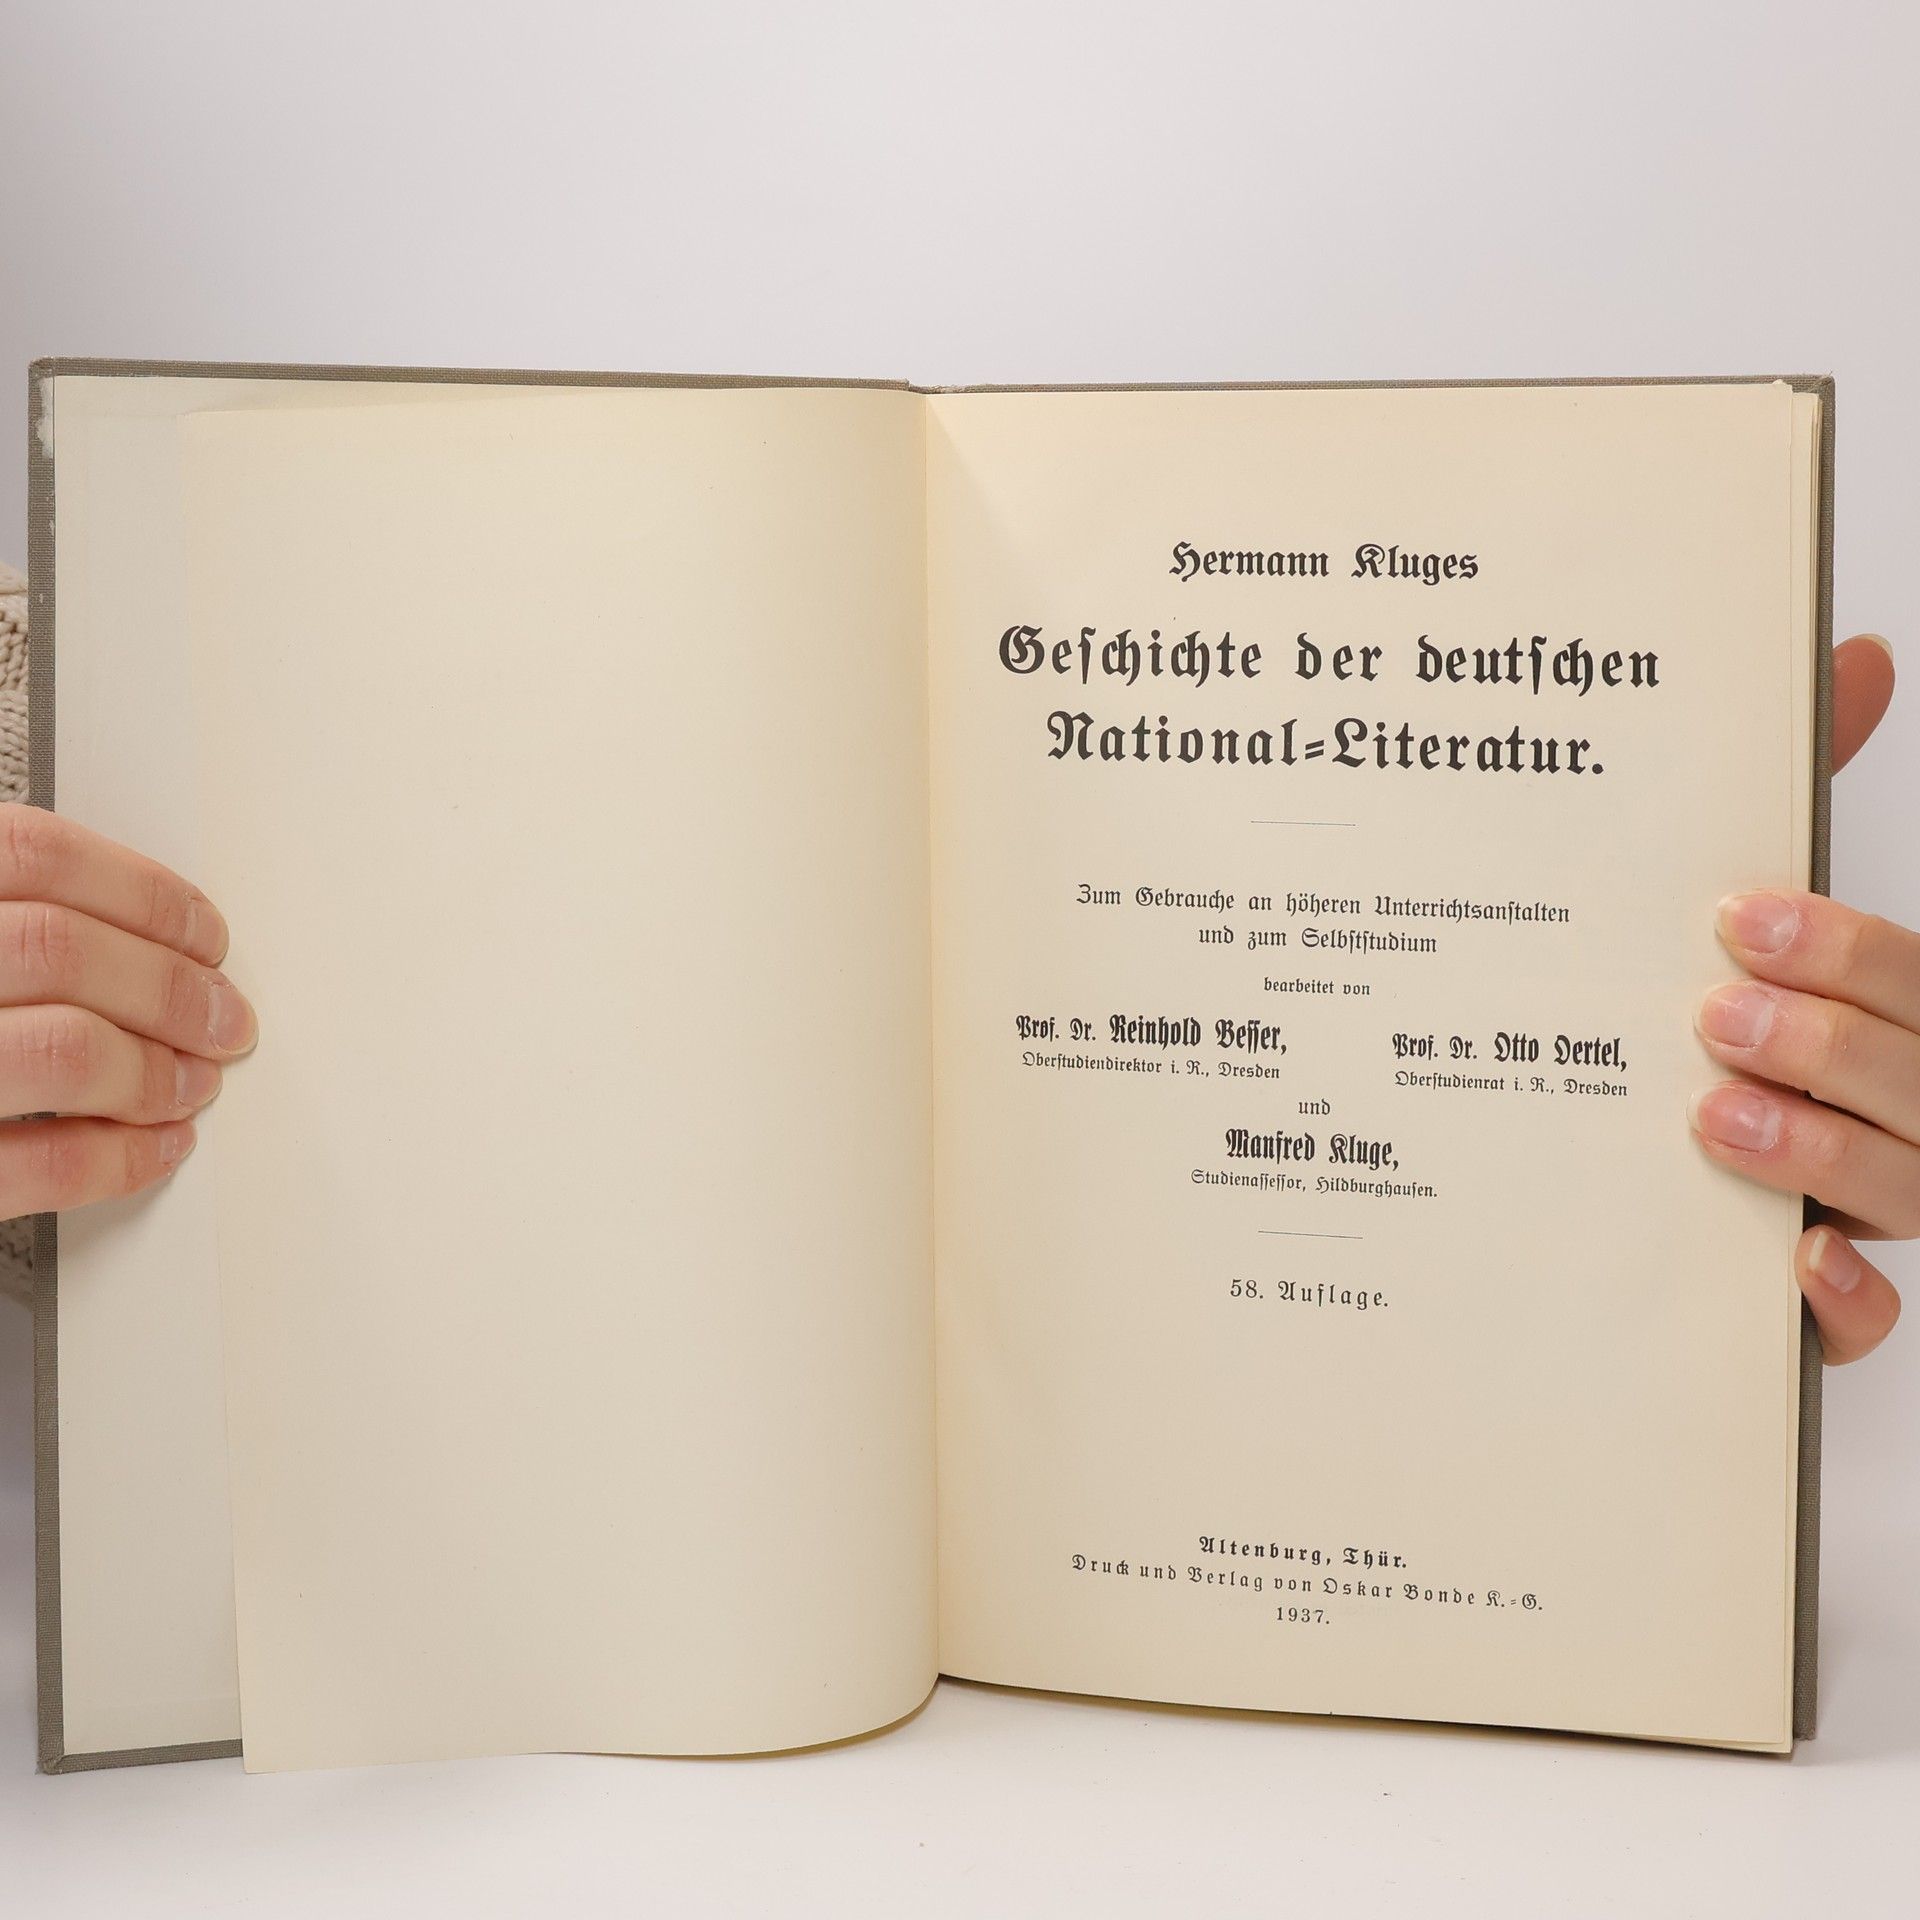 Hermann Kluges
Geſchichte der deutſchen
National=Literatur.
Zum Gebrauche an höheren Unterrichtsanſtalten
und zum Selbſtſtudium
bearbeitet von
Prof. Dr. Reinhold Beſſer,
Oberſtudiendirektor i. R., Dresden
Prof. Dr. Otto Oertel,
Oberſtudienrat i. R., Dresden
und
Manfred Kluge,
Studienaſſeſſor, Hildburghauſen.
58. Auflage.
Altenburg, Thür.
Druck und Verlag von Oskar Bonde K.=G.
1937.